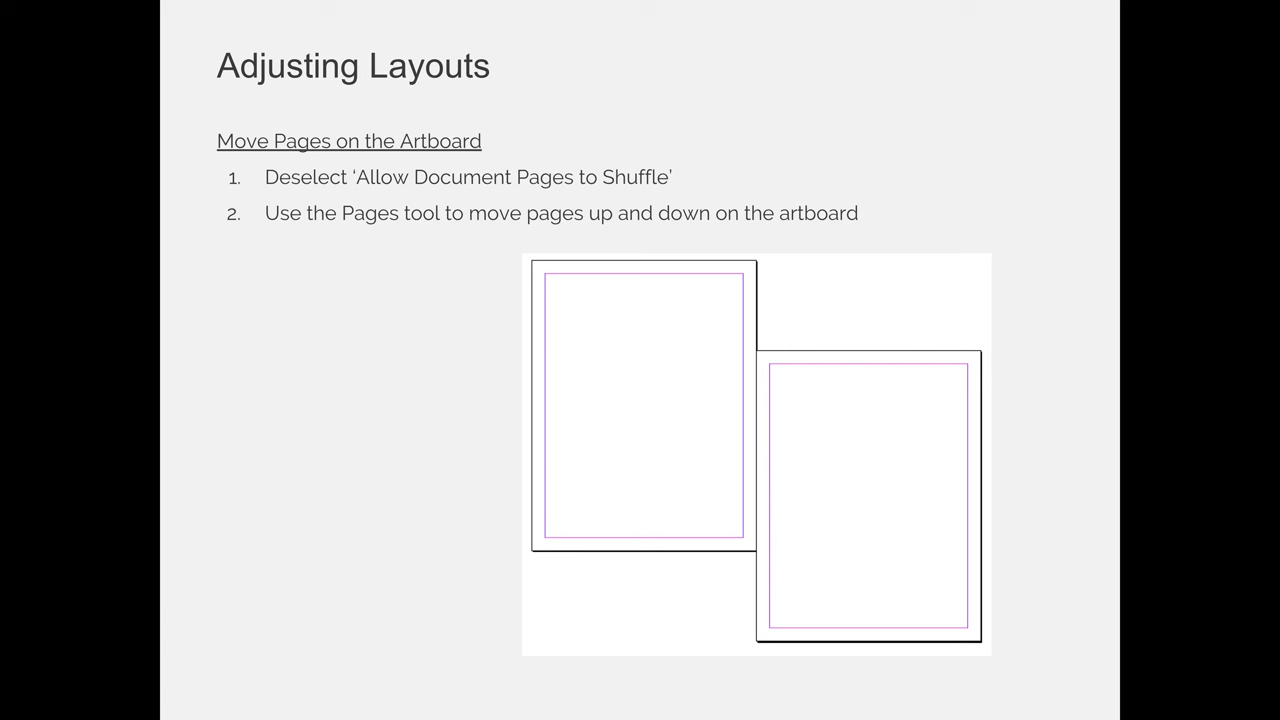 Adjusting Layouts
Move Pages on the Artboard
1. Deselect ‘Allow Document Pages to Shuffle’
2. Use the Pages tool to move pages up and down on the artboard